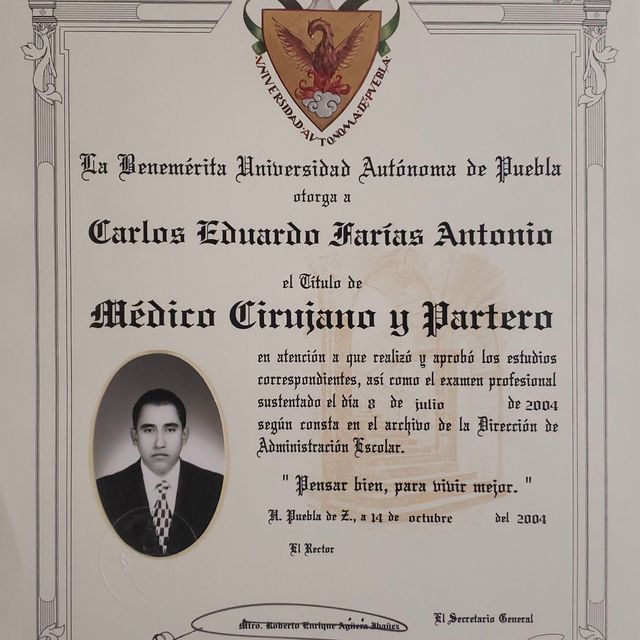 UNIVERSIDAD AUTONOMA DE PUEBLA
La Benemérita Universidad Autónoma de Puebla
otorga a
Carlos Eduardo Farías Antonio
el Título de
Médico Cirujano y Partero
en atención a que realizó y aprobó los estudios
correspondientes, así como el examen profesional
sustentado el día 8 de julio de 2004
según consta en el archivo de la Dirección de
Administración Escolar.
" Pensar bien, para vivir mejor. "
H. Puebla de Z., a 14 de octubre del 2004
El Rector
El Secretario General
Mtro. Roberto Enrique Agüera Ibáñez